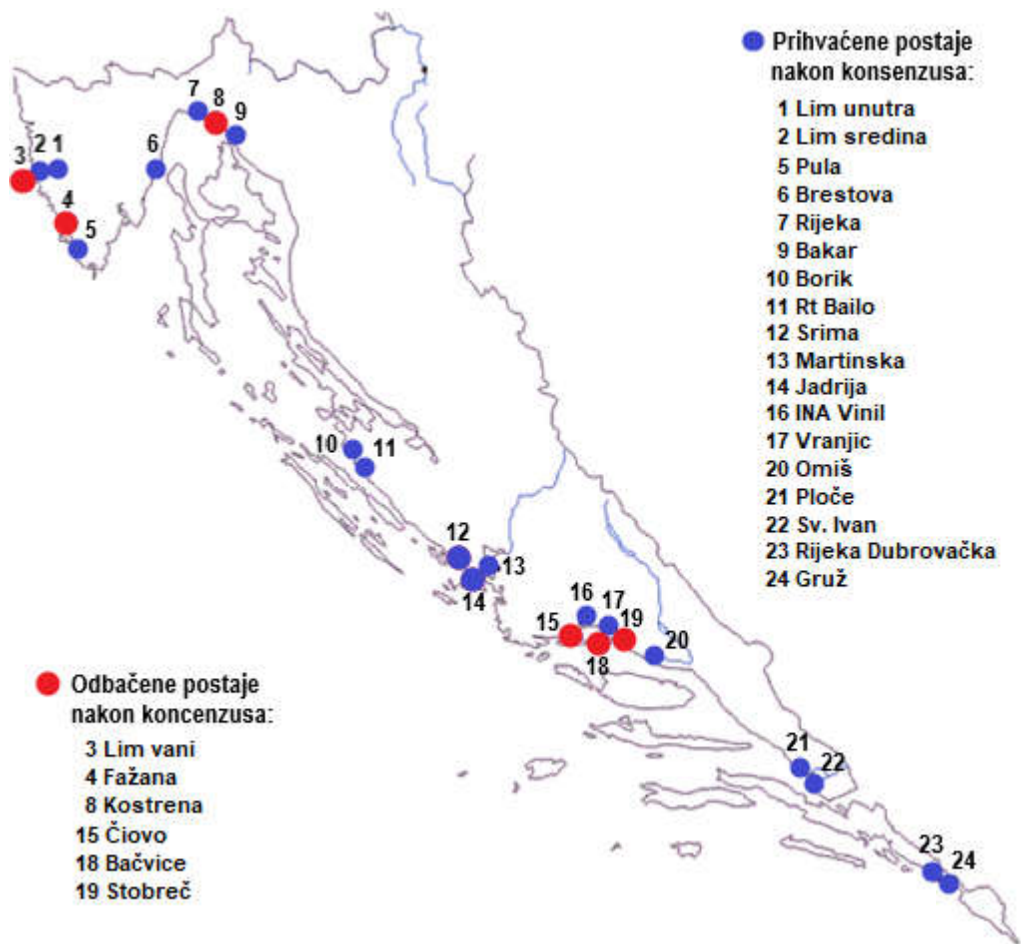 Prihvaćene postaje
nakon konsenzusa:
1 Lim unutra
2 Lim sredina
5 Pula
6 Brestova
7 Rijeka
9 Bakar
10 Borik
11 Rt Bailo
12 Srima
13 Martinska
14 Jadrija
16 INA Vinil
17 Vranjic
20 Omiš
21 Ploče
22 Sv. Ivan
23 Rijeka Dubrovačka
24 Gruž
7
8
9
3
2
1
6
4
5
10
11
12
13
14
16
17
15
19
18
20
21
22
23
24
Odbačene postaje
nakon koncenzusa:
3 Lim vani
4 Fažana
8 Kostrena
15 Čiovo
18 Bačvice
19 Stobreč